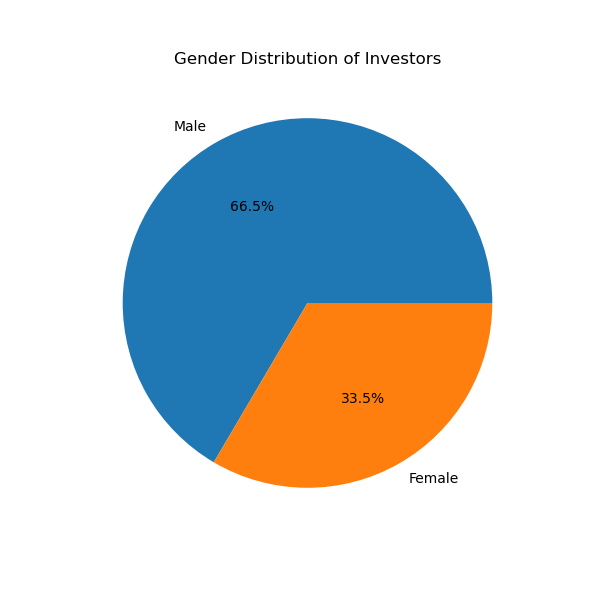 Gender Distribution of Investors
Male
66.5%
33.5%
Female